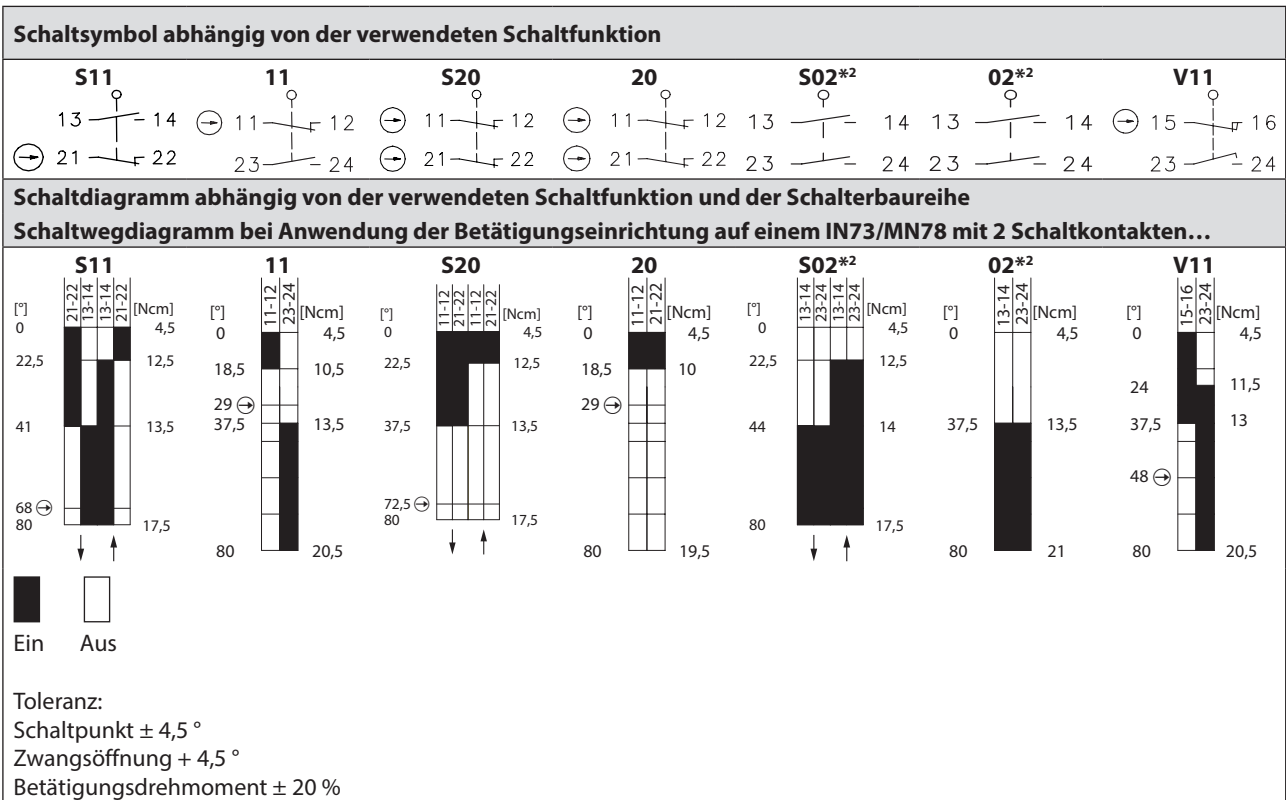 Schaltsymbol abhängig von der verwendeten Schaltfunktion
S11 11 S20 20 S02*2 02*2 V11
13 14 11 12 11 12 11 12 13 14 13 14 15 16
21 22 23 24 21 22 21 22 23 24 23 24 23 24
Schaltdiagramm abhängig von der verwendeten Schaltfunktion und der Schalterbaureihe
Schaltwegdiagramm bei Anwendung der Betätigungseinrichtung auf einem IN73/MN78 mit 2 Schaltkontakten…
S11
[°] 21-22 13-14 13-14 21-22 [Ncm]
0 4,5
22,5 12,5
41 13,5
68
80 17,5
11
[°] 11-12 23-24 [Ncm]
0 4,5
18,5 10,5
29
37,5 13,5
80 20,5
S20
[°] 11-12 21-22 11-12 21-22 [Ncm]
0 4,5
22,5 12,5
37,5 13,5
72,5
80 17,5
20
[°] 11-12 21-22 [Ncm]
0 4,5
18,5 10
29
80 19,5
S02*2
[°] 13-14 23-24 13-14 23-24 [Ncm]
0 4,5
22,5 12,5
44 14
80 17,5
02*2
[°] 13-14 23-24 [Ncm]
0 4,5
37,5 13,5
80 21
V11
[°] 15-16 23-24 [Ncm]
0 4,5
24 11,5
37,5 13
48
80 20,5
Ein Aus
Toleranz:
Schaltpunkt ± 4,5 °
Zwangsöffnung + 4,5 °
Betätigungsdrehmoment ± 20 %